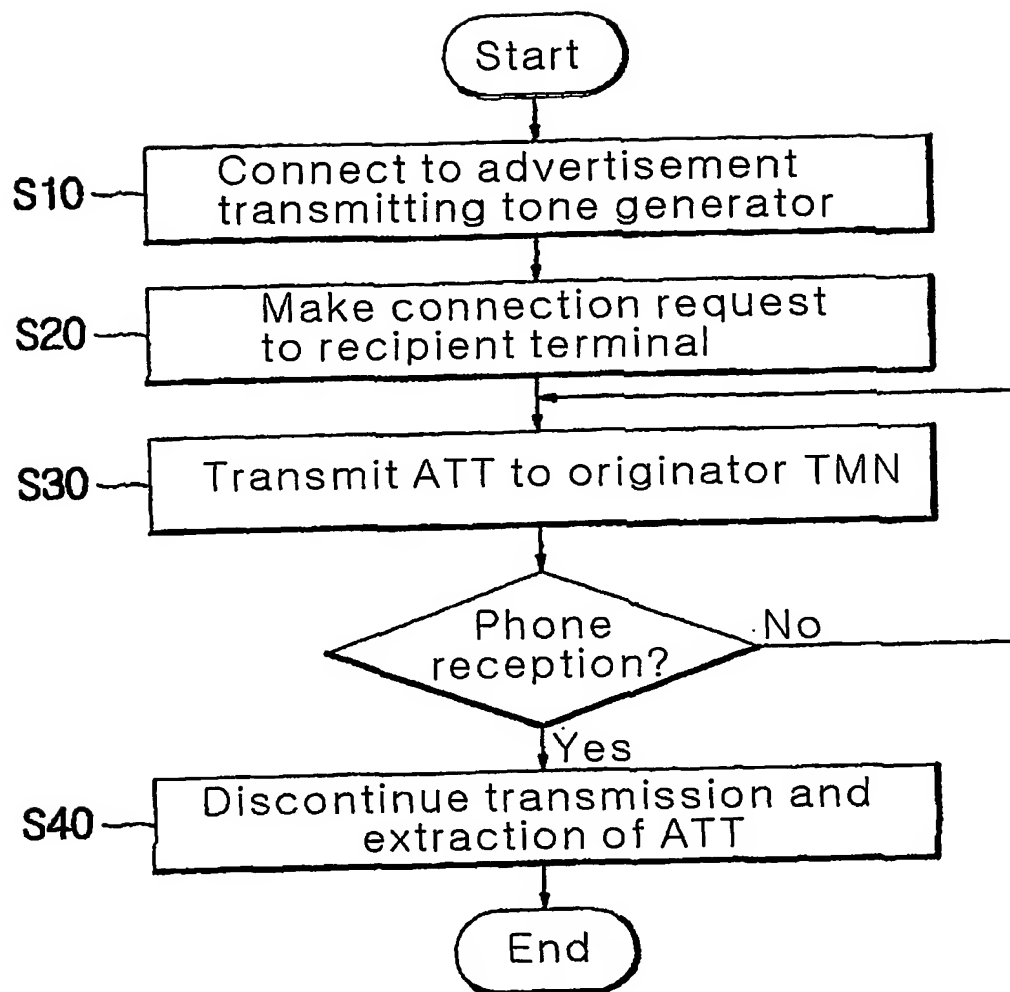 Start
S10
Connect to advertisement
transmitting tone generator
S20
Make connection request
to recipient terminal
S30
Transmit ATT to originator TMN
Phone
reception?
No
Yes
S40
Discontinue transmission and
extraction of ATT
End